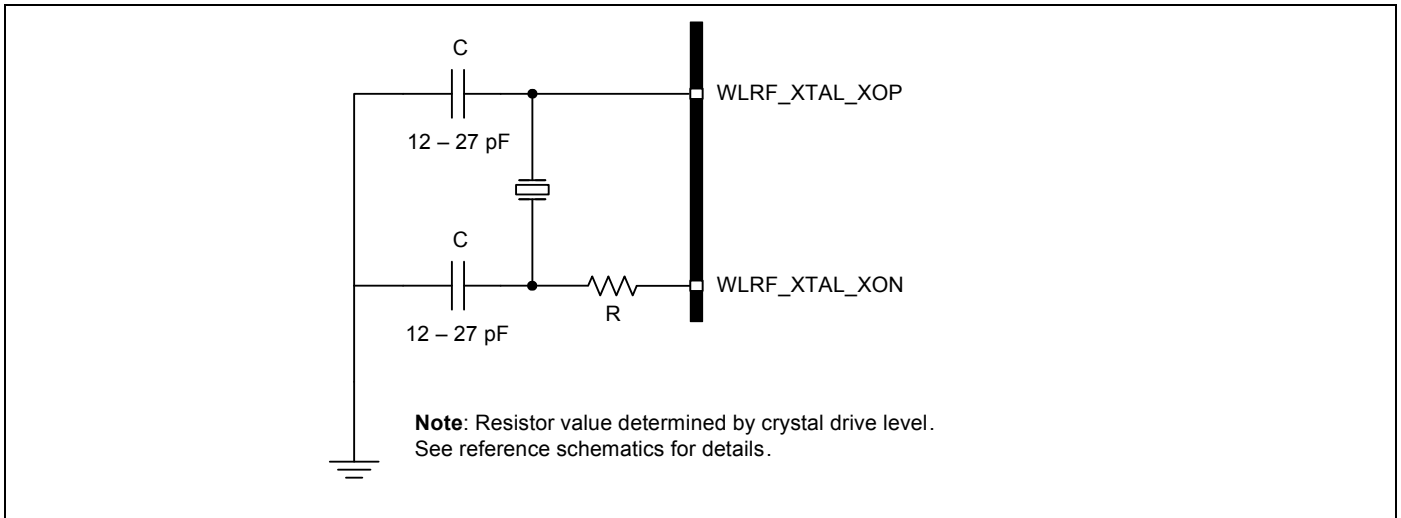 C
WLRF_XTAL_XOP
12 – 27 pF
C
WLRF_XTAL_XON
R
12 – 27 pF
Note: Resistor value determined by crystal drive level.
See reference schematics for details.